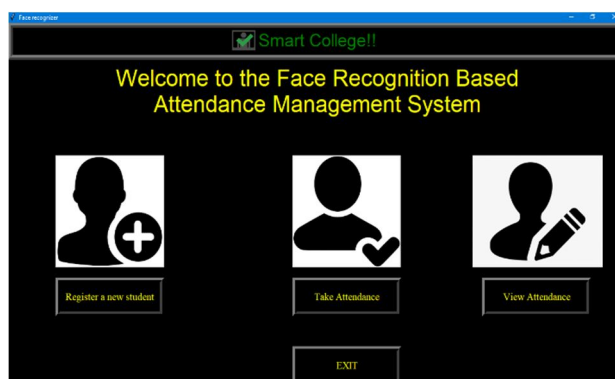 Face recognizer
Smart College!!
Welcome to the Face Recognition Based
Attendance Management System
Register a new student
Take Attendance
View Attendance
EXIT